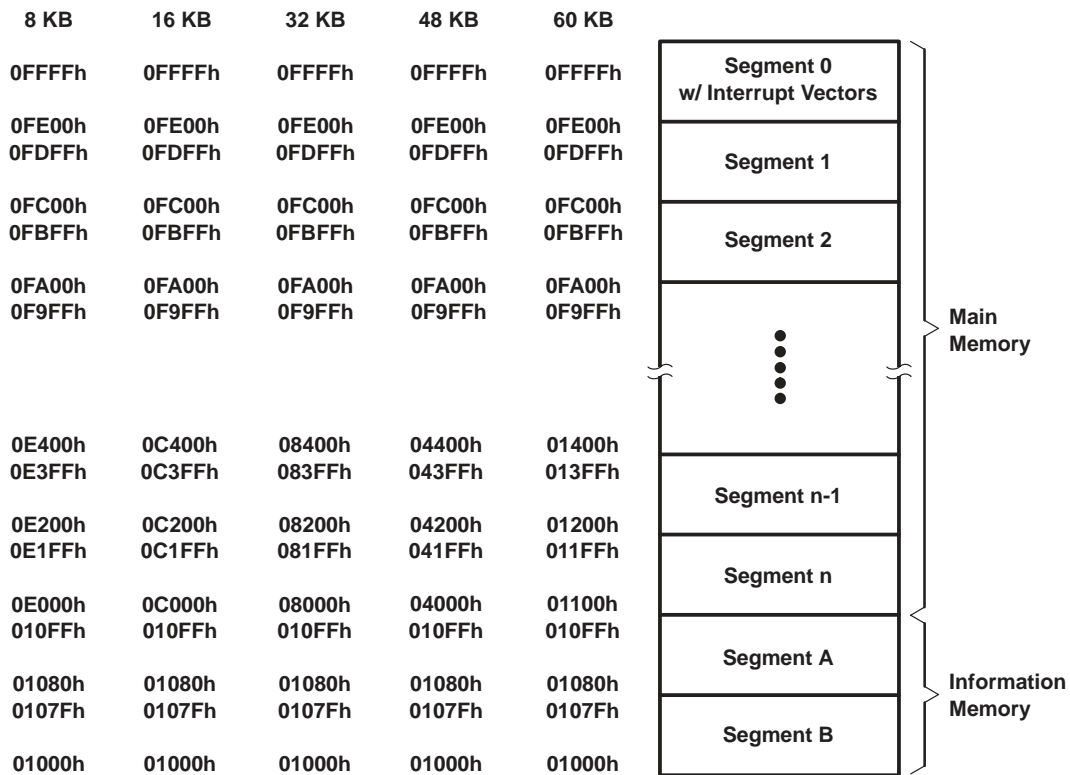 8 KB 16 KB 32 KB 48 KB 60 KB
0FFFFh 0FFFFh 0FFFFh 0FFFFh 0FFFFh
Segment 0
w/ Interrupt Vectors
0FE00h 0FE00h 0FE00h 0FE00h 0FE00h
0FDFFh 0FDFFh 0FDFFh 0FDFFh 0FDFFh
Segment 1
0FC00h 0FC00h 0FC00h 0FC00h 0FC00h
0FBFFh 0FBFFh 0FBFFh 0FBFFh 0FBFFh
Segment 2
0FA00h 0FA00h 0FA00h 0FA00h 0FA00h
0F9FFh 0F9FFh 0F9FFh 0F9FFh 0F9FFh
Main
Memory
0E400h 0C400h 08400h 04400h 01400h
0E3FFh 0C3FFh 083FFh 043FFh 013FFh
Segment n-1
0E200h 0C200h 08200h 04200h 01200h
0E1FFh 0C1FFh 081FFh 041FFh 011FFh
Segment n
0E000h 0C000h 08000h 04000h 01100h
010FFh 010FFh 010FFh 010FFh 010FFh
Segment A
01080h 01080h 01080h 01080h 01080h
0107Fh 0107Fh 0107Fh 0107Fh 0107Fh
Information
Memory
Segment B
01000h 01000h 01000h 01000h 01000h